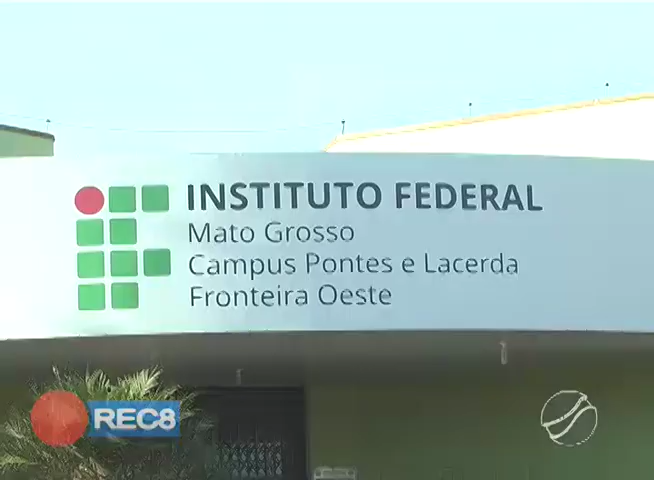 INSTITUTO FEDERAL
Mato Grosso
Campus Pontes e Lacerda
Fronteira Oeste
REC8